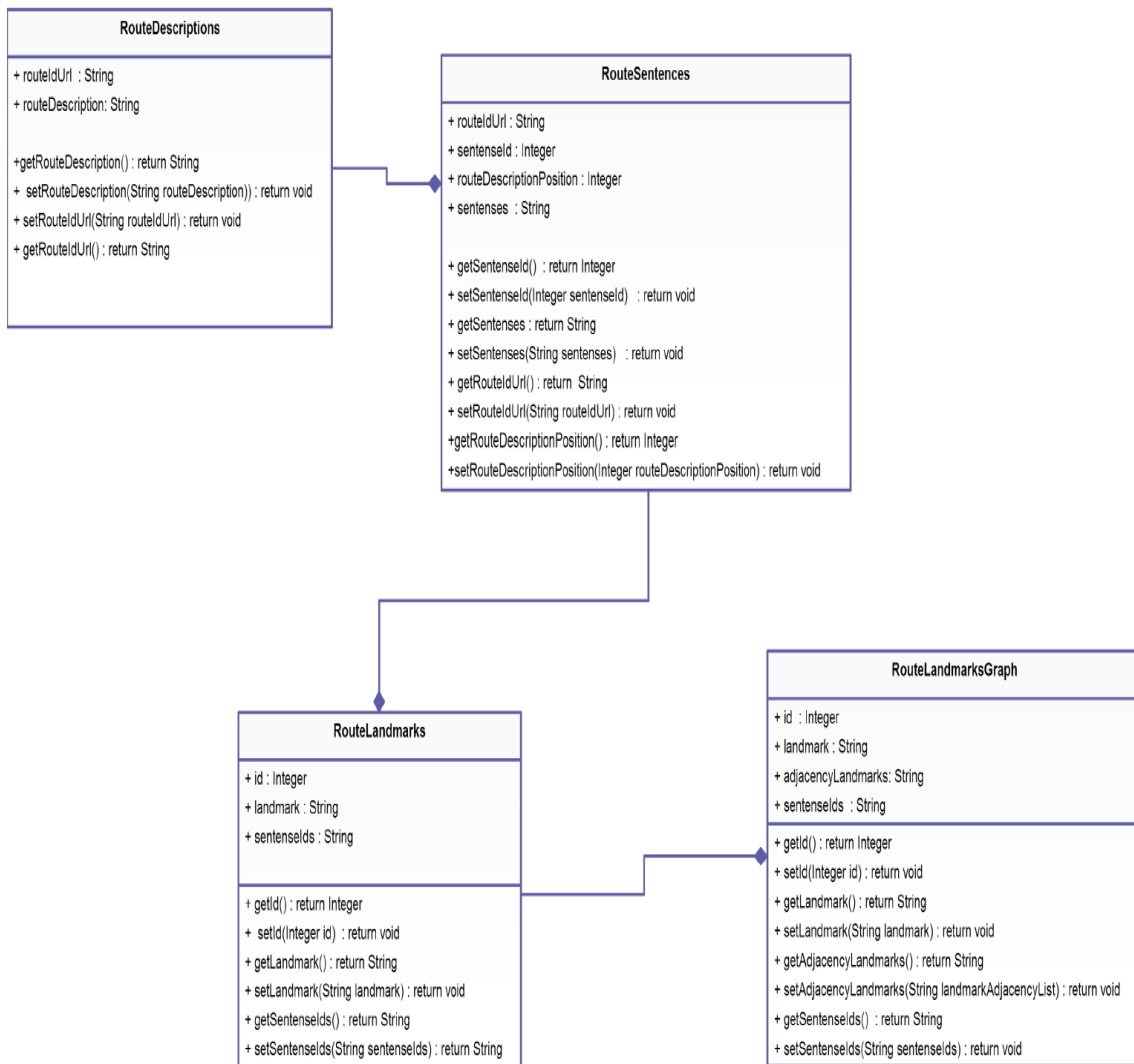 RouteDescriptions
+ routeIdUrl : String
+ routeDescription: String
+getRouteDescription() : return String
+ setRouteDescription(String routeDescription)) : return void
+ setRouteIdUrl(String routeIdUrl) : return void
+ getRouteIdUrl() : return String
RouteSentences
+ routeIdUrl : String
+ sentenseId : Integer
+ routeDescriptionPosition : Integer
+ sentenses : String
+ getSentenseId() : return Integer
+ setSentenseId(Integer sentenseId) : return void
+ getSentenses : return String
+ setSentenses(String sentenses) : return void
+ getRouteIdUrl() : return String
+ setRouteIdUrl(String routeIdUrl) : return void
+getRouteDescriptionPosition() : return Integer
+setRouteDescriptionPosition(Integer routeDescriptionPosition) : return void
RouteLandmarks
+ id : Integer
+ landmark : String
+ sentenseIds : String
+ getId() : return Integer
+ setId(Integer id) : return void
+ getLandmark() : return String
+ setLandmark(String landmark) : return void
+ getSentenseIds() : return String
+ setSentenseIds(String sentenseIds) : return String
RouteLandmarksGraph
+ id : Integer
+ landmark : String
+ adjacencyLandmarks: String
+ sentenseIds : String
+ getId() : return Integer
+ setId(Integer id) : return void
+ getLandmark() : return String
+ setLandmark(String landmark) : return void
+ getAdjacencyLandmarks() : return String
+ setAdjacencyLandmarks(String landmarkAdjacencyList) : return void
+ getSentenseIds() : return String
+ setSentenseIds(String sentenseIds) : return void